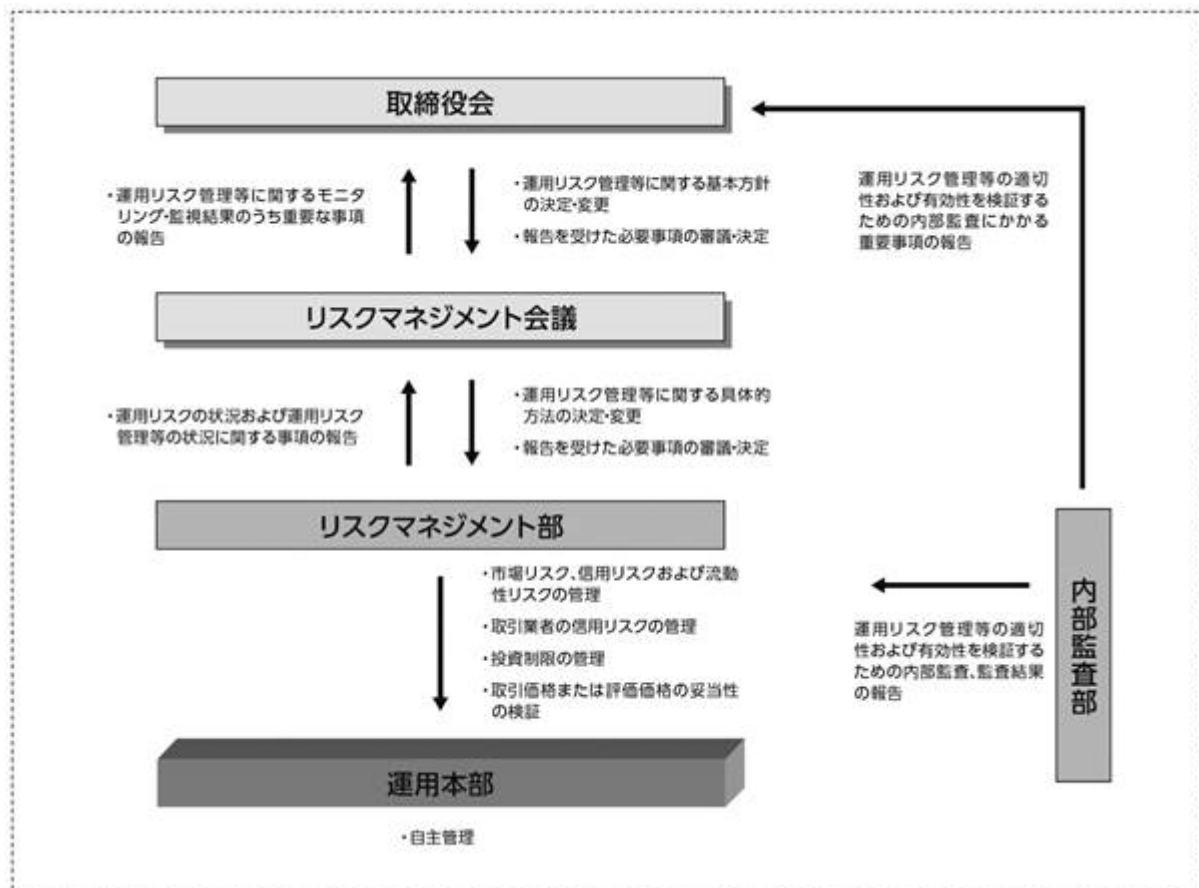 取締役会
・運用リスク管理等に関するモニタ
リング・監視結果のうち重要な事項
の報告
・運用リスク管理等に関する基本方針
の決定・変更
・報告を受けた必要事項の審議・決定
運用リスク管理等の適切
性および有効性を検証する
ための内部監査にかかる
重要事項の報告
リスクマネジメント会議
・運用リスクの状況および運用リスク
管理等の状況に関する事項の報告
・運用リスク管理等に関する具体的
方法の決定・変更
・報告を受けた必要事項の審議・決定
リスクマネジメント部
・市場リスク、信用リスクおよび流動
性リスクの管理
・取引業者の信用リスクの管理
・投資制限の管理
・取引価格または評価価格の妥当性
の検証
運用リスク管理等の適切
性および有効性を検証する
ための内部監査、監査結果
の報告
内部監査部
運用本部
・自主管理